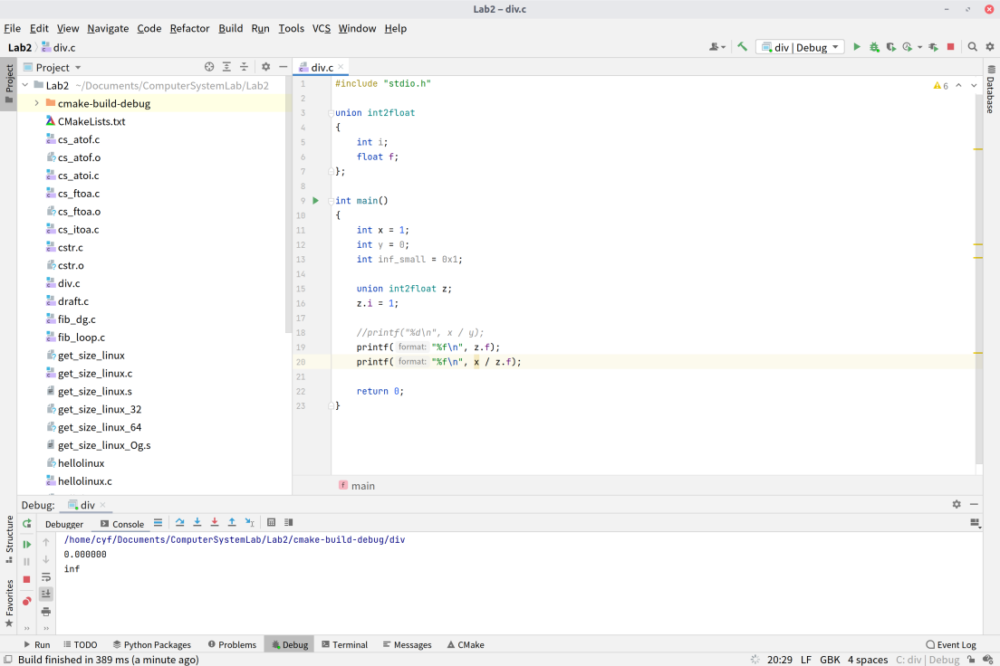 Lab2 – div.c
File Edit View Navigate Code Refactor Build Run Tools VCS Window Help
Lab2 div.c
div | Debug
Project
Project
div.c
Database
Lab2 ~/Documents/ComputerSystemLab/Lab2
cmake-build-debug
CMakeLists.txt
cs_atof.c
cs_atof.o
cs_atoi.c
cs_ftoa.c
cs_ftoa.o
cs_itoa.c
cstr.c
cstr.o
div.c
draft.c
fib_dg.c
fib_loop.c
get_size_linux
get_size_linux.c
get_size_linux.s
get_size_linux_32
get_size_linux_64
get_size_linux_Og.s
hellolinux
hellolinux.c
6
1 #include "stdio.h"
2
3 union int2float
4 {
5 int i;
6 float f;
7 };
8
9 int main()
10 {
11 int x = 1;
12 int y = 0;
13 int inf_small = 0x1;
14
15 union int2float z;
16 z.i = 1;
17
18 //printf("%d\n", x / y);
19 printf( format: "%f\n", z.f);
20 printf( format: "%f\n", x / z.f);
21
22 return 0;
23 }
f main
Debug: div
Debugger Console
Structure
Favorites
/home/cyf/Documents/ComputerSystemLab/Lab2/cmake-build-debug/div
0.000000
inf
Run TODO Python Packages Problems Debug Terminal Messages CMake Event Log
Build finished in 389 ms (a minute ago) 20:29 LF GBK 4 spaces C: div | Debug